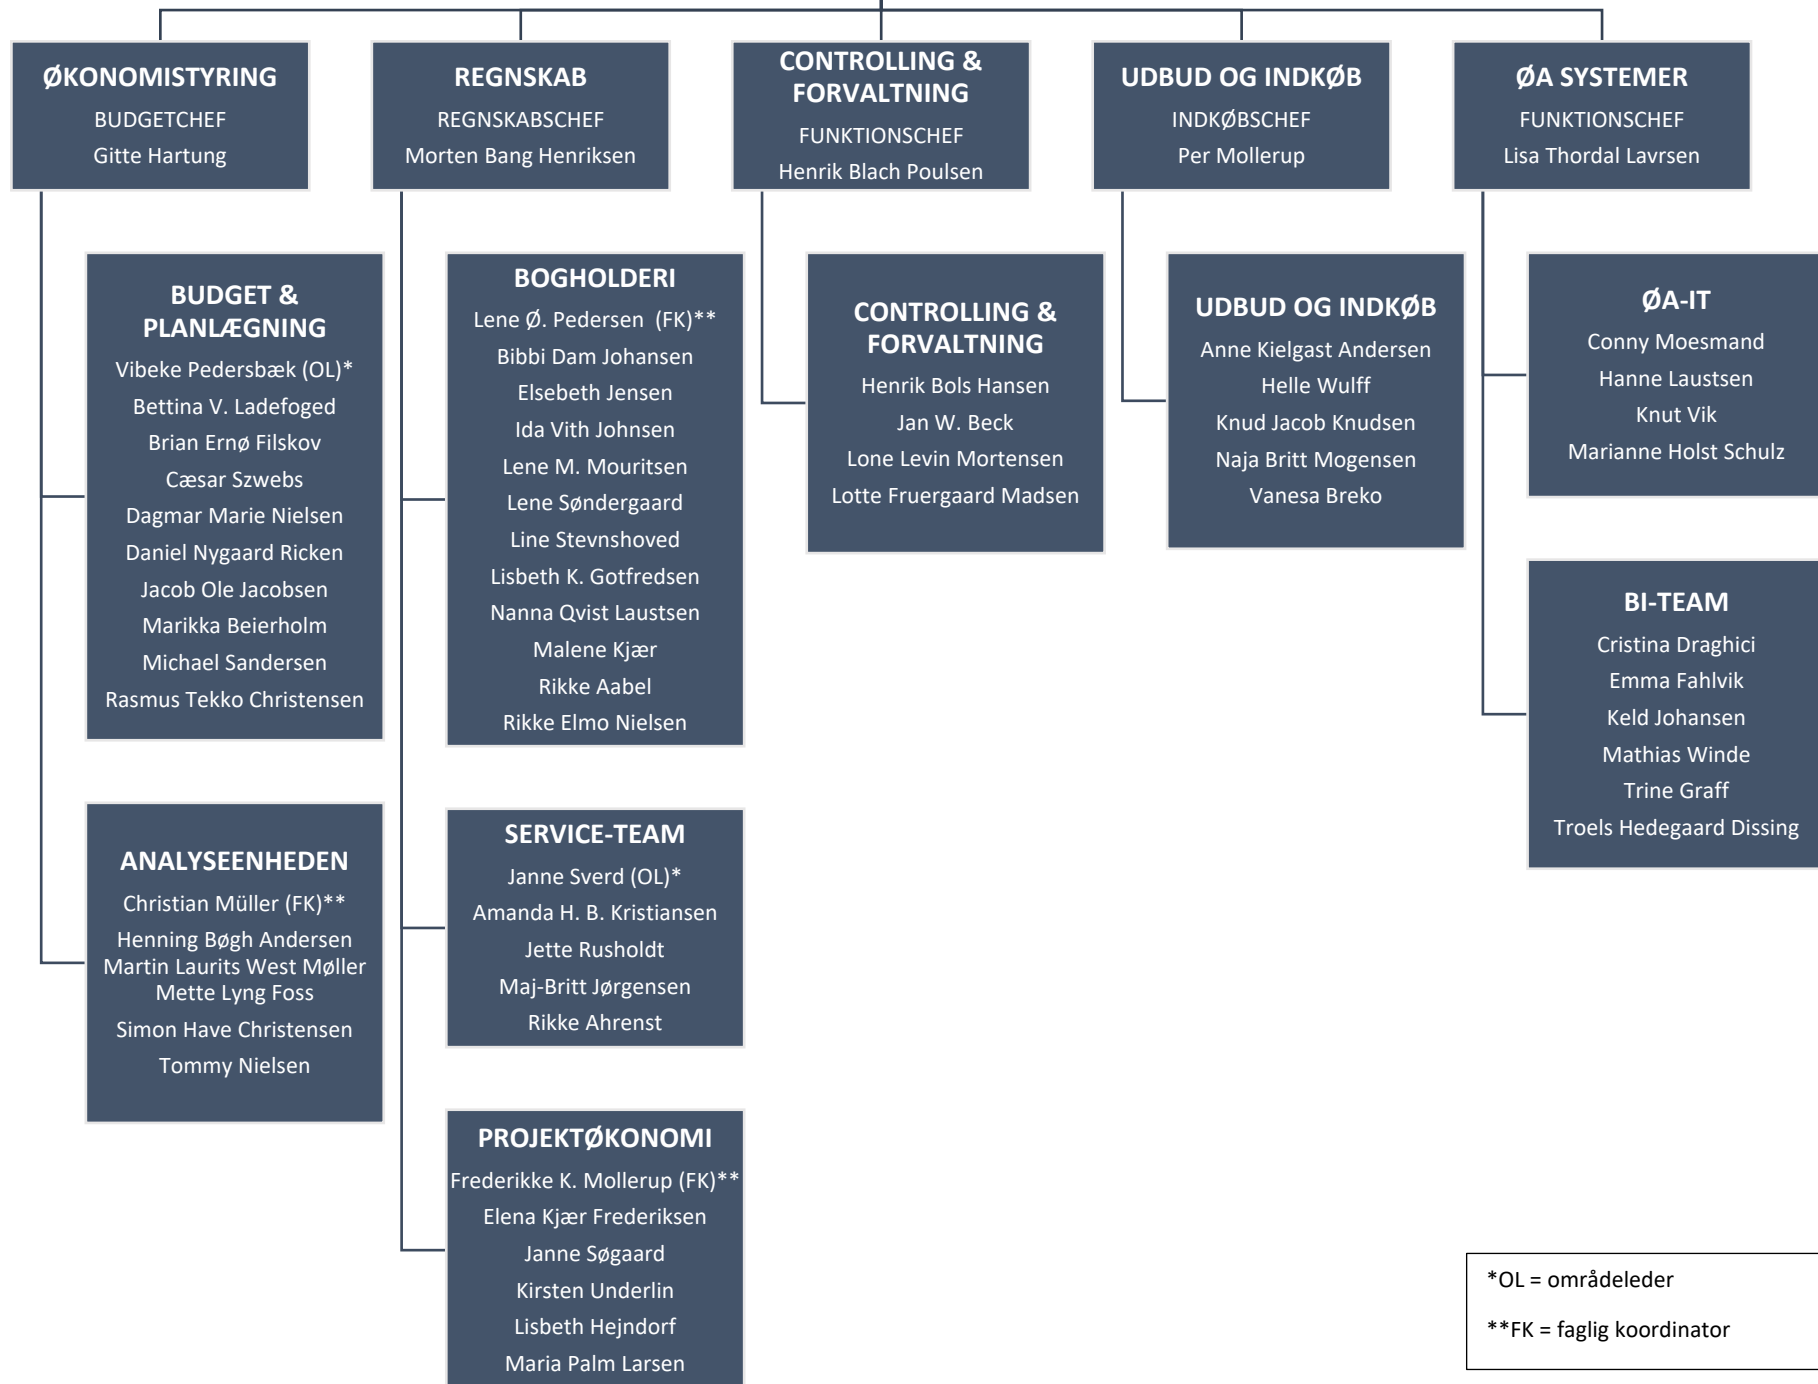 ØKONOMISTYRING
BUDGETCHEF
Gitte Hartung
BUDGET &
PLANLÆGNING
Vibeke Pedersbæk (OL)*
Bettina V. Ladefoged
Brian Ernø Filskov
Cæsar Szwebs
Dagmar Marie Nielsen
Daniel Nygaard Ricken
Jacob Ole Jacobsen
Marikka Beierholm
Michael Sandersen
Rasmus Tekko Christensen
ANALYSEENHEDEN
Christian Müller (FK)**
Henning Bøgh Andersen
Martin Laurits West Møller
Mette Lyng Foss
Simon Have Christensen
Tommy Nielsen
REGNSKAB
REGNSKABSCHEF
Morten Bang Henriksen
BOGHOLDERI
Lene Ø. Pedersen (FK)**
Bibbi Dam Johansen
Elsebeth Jensen
Ida Vith Johnsen
Lene M. Mouritsen
Lene Søndergaard
Line Stevnshoved
Lisbeth K. Gotfredsen
Nanna Qvist Laustsen
Malene Kjær
Rikke Aabel
Rikke Elmo Nielsen
SERVICE-TEAM
Janne Sverd (OL)*
Amanda H. B. Kristiansen
Jette Rusholdt
Maj-Britt Jørgensen
Rikke Ahrenst
PROJEKTØKONOMI
Frederikke K. Mollerup (FK)**
Elena Kjær Frederiksen
Janne Søgaard
Kirsten Underlin
Lisbeth Hejndorf
Maria Palm Larsen
CONTROLLING &
FORVALTNING
FUNKTIONSCHEF
Henrik Blach Poulsen
CONTROLLING &
FORVALTNING
Henrik Bols Hansen
Jan W. Beck
Lone Levin Mortensen
Lotte Fruergaard Madsen
UDBUD OG INDKØB
INDKØBSCHEF
Per Mollerup
UDBUD OG INDKØB
Anne Kielgast Andersen
Helle Wulff
Knud Jacob Knudsen
Naja Britt Mogensen
Vanesa Breko
ØA SYSTEMER
FUNKTIONSCHEF
Lisa Thordal Lavrsen
ØA-IT
Conny Moesmand
Hanne Laustsen
Knut Vik
Marianne Holst Schulz
BI-TEAM
Cristina Draghici
Emma Fahlvik
Keld Johansen
Mathias Winde
Trine Graff
Troels Hedegaard Dissing
*OL = områdeleder
**FK = faglig koordinator